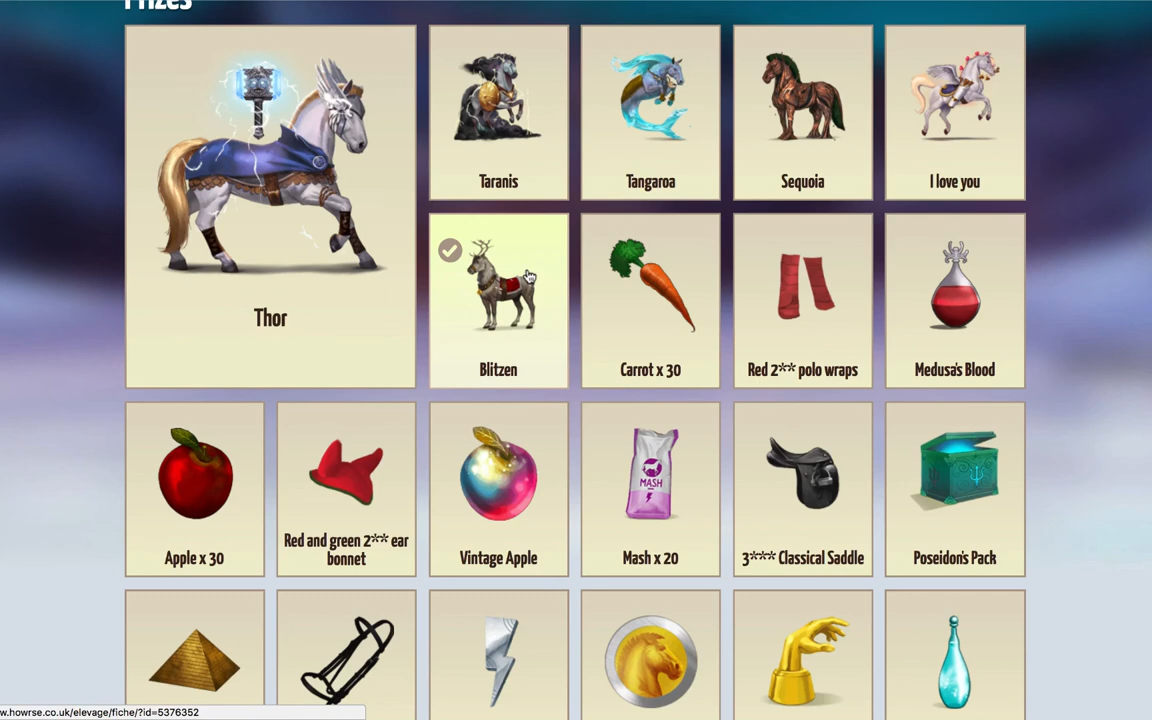 Prizes
Thor
Taranis
Tangaroa
Sequoia
I love you
Blitzen
Carrot x 30
Red 2** polo wraps
Medusa's Blood
Apple x 30
Red and green 2** ear
bonnet
Vintage Apple
MASH
Mash x 20
3*** Classical Saddle
Poseidon's Pack
w.howrse.co.uk/elevage/fiche/?id=5376352